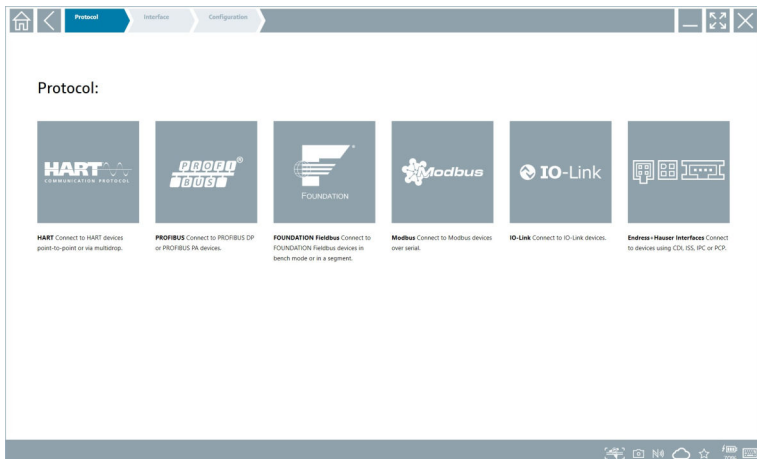 Protocol
Interface
Configuration
Protocol:
HART
COMMUNICATION PROTOCOL
PROFI
BUS
FOUNDATION
Modbus
IO-Link
HART Connect to HART devices
point-to-point or via multidrop.
PROFIBUS Connect to PROFIBUS DP
or PROFIBUS PA devices.
FOUNDATION Fieldbus Connect to
FOUNDATION Fieldbus devices in
bench mode or in a segment.
Modbus Connect to Modbus devices
over serial.
IO-Link Connect to IO-Link devices.
Endress+Hauser Interfaces Connect
to devices using CDI, ISS, IPC or PCP.